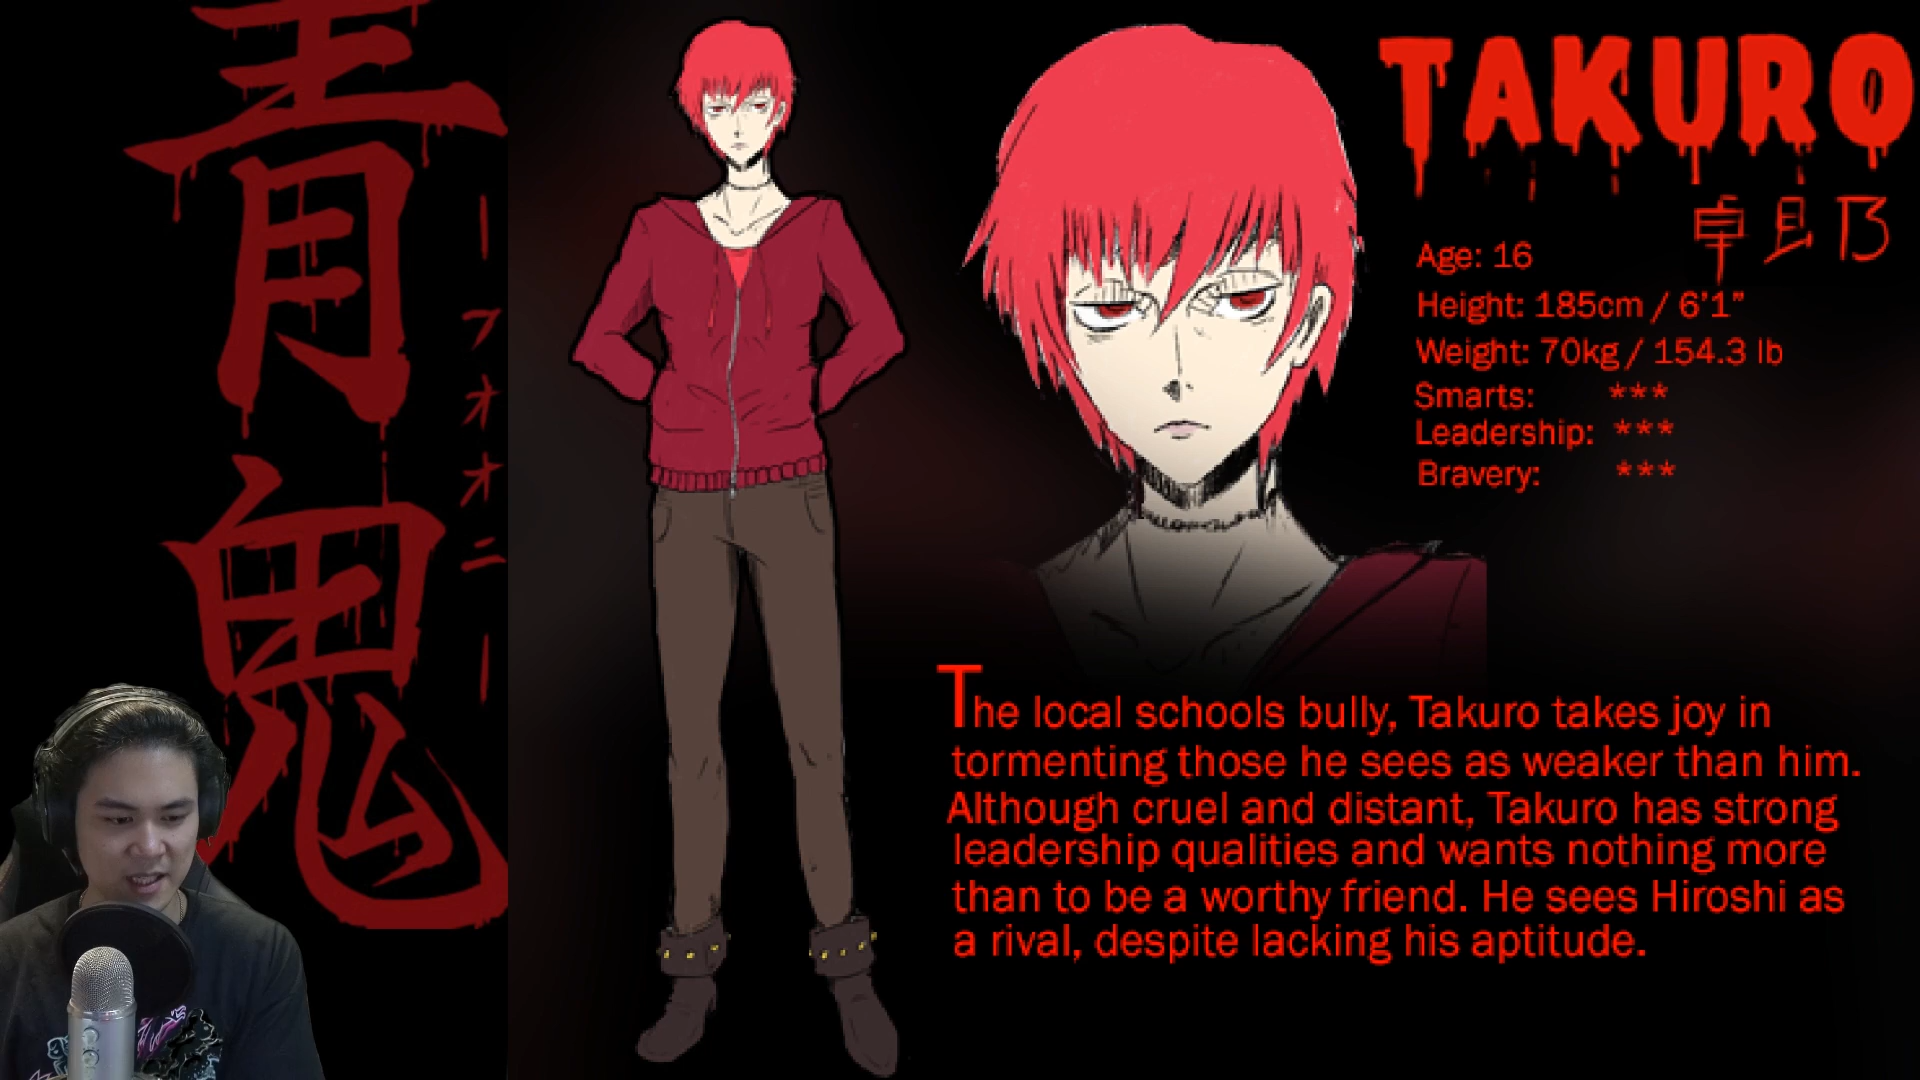 青鬼
ーフォオオニー
TAKURO
Age: 16
Height: 185cm / 6'1"
Weight: 70kg / 154.3 lb
Smarts: ***
Leadership: ***
Bravery: ***
The local schools bully, Takuro takes joy in
tormenting those he sees as weaker than him.
Although cruel and distant, Takuro has strong
leadership qualities and wants nothing more
than to be a worthy friend. He sees Hiroshi as
a rival, despite lacking his aptitude.